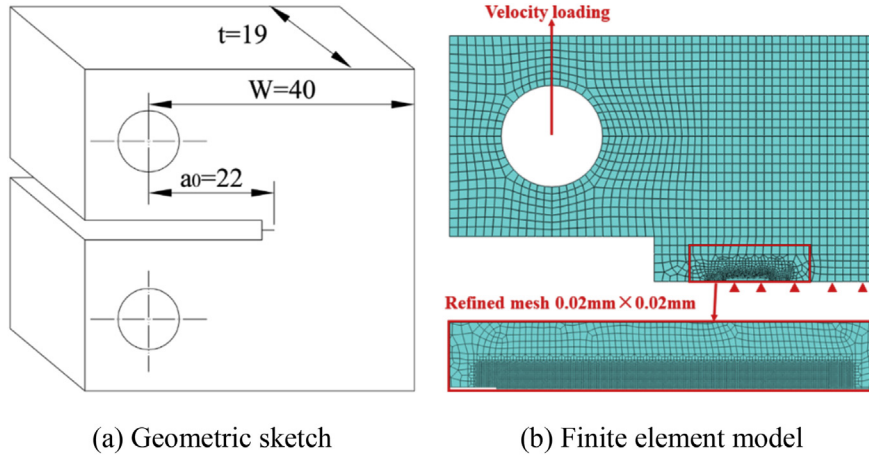 t=19
W=40
a0=22
Velocity loading
Refined mesh 0.02mm×0.02mm
(a) Geometric sketch
(b) Finite element model